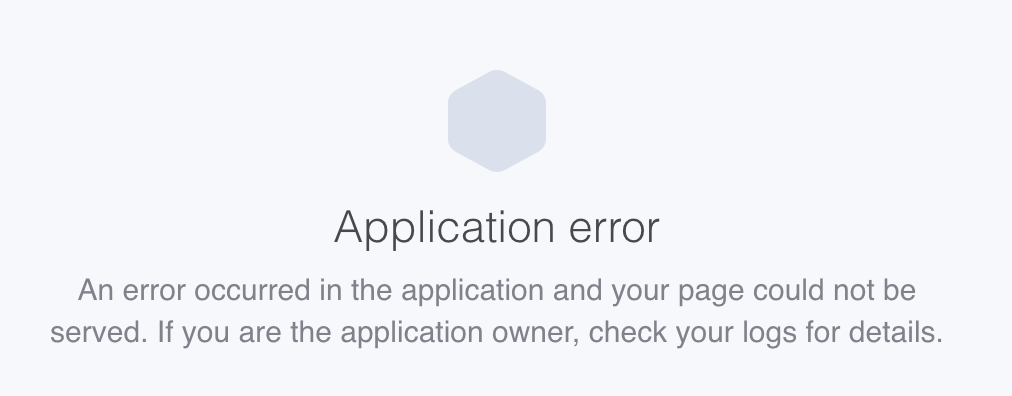 Application error
An error occurred in the application and your page could not be
served. If you are the application owner, check your logs for details.